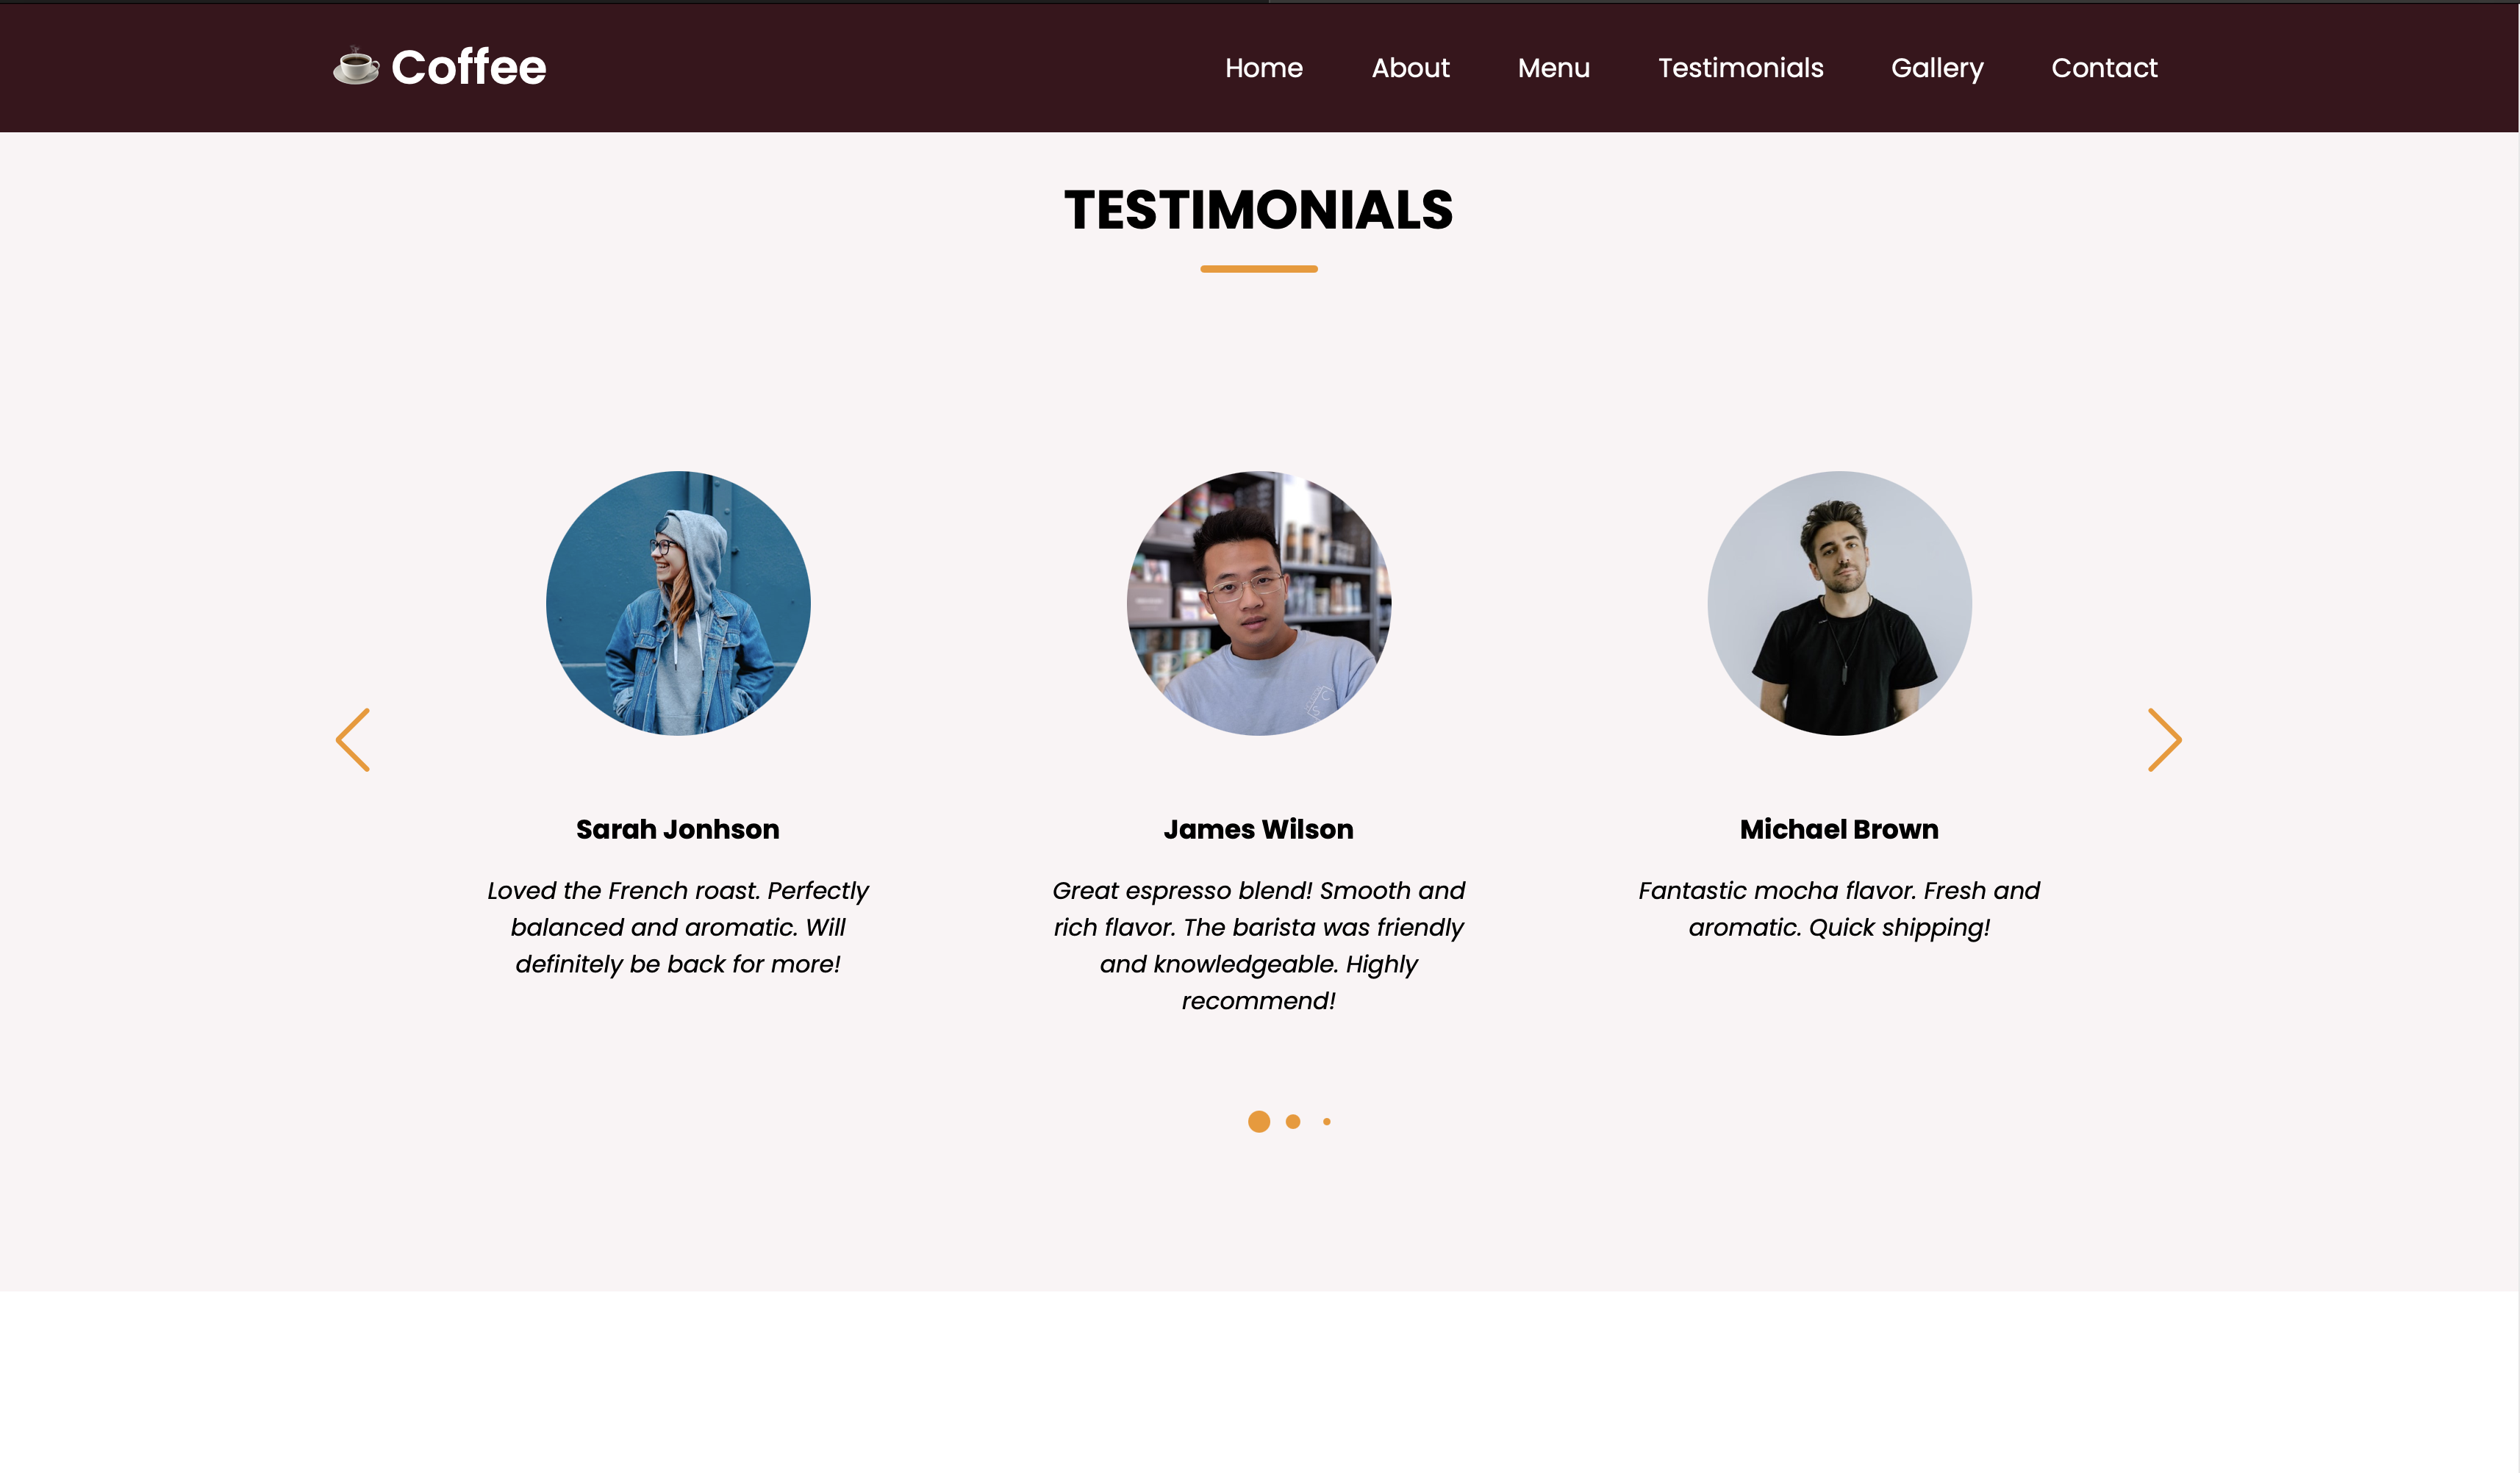 Coffee
Home About Menu Testimonials Gallery Contact
TESTIMONIALS
Sarah Jonhson
Loved the French roast. Perfectly
balanced and aromatic. Will
definitely be back for more!
James Wilson
Great espresso blend! Smooth and
rich flavor. The barista was friendly
and knowledgeable. Highly
recommend!
Michael Brown
Fantastic mocha flavor. Fresh and
aromatic. Quick shipping!